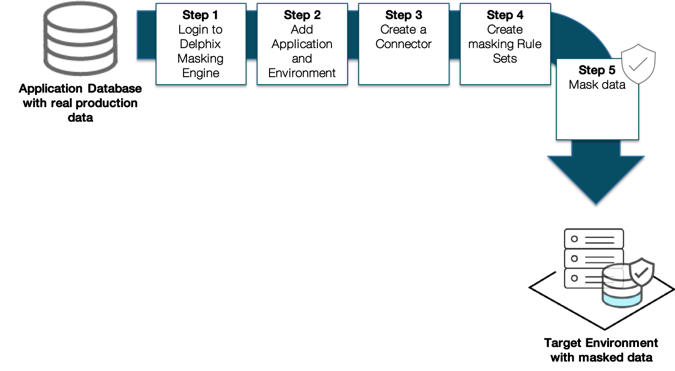 Application Database
with real production
data
Step 1
Login to
Delphix
Masking
Engine
Step 2
Add
Application
and
Environment
Step 3
Create a
Connector
Step 4
Create
masking Rule
Sets
Step 5
Mask data
Target Environment
with masked data